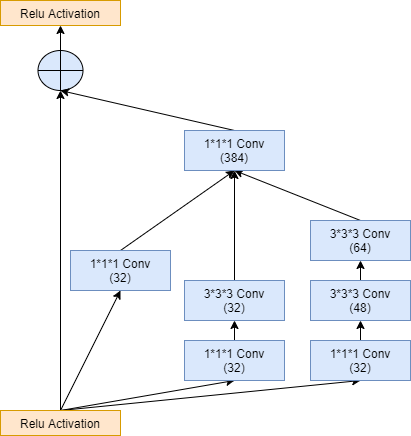 Relu Activation
1*1*1 Conv
(384)
3*3*3 Conv
(64)
1*1*1 Conv
(32)
3*3*3 Conv
(32)
3*3*3 Conv
(48)
1*1*1 Conv
(32)
1*1*1 Conv
(32)
Relu Activation